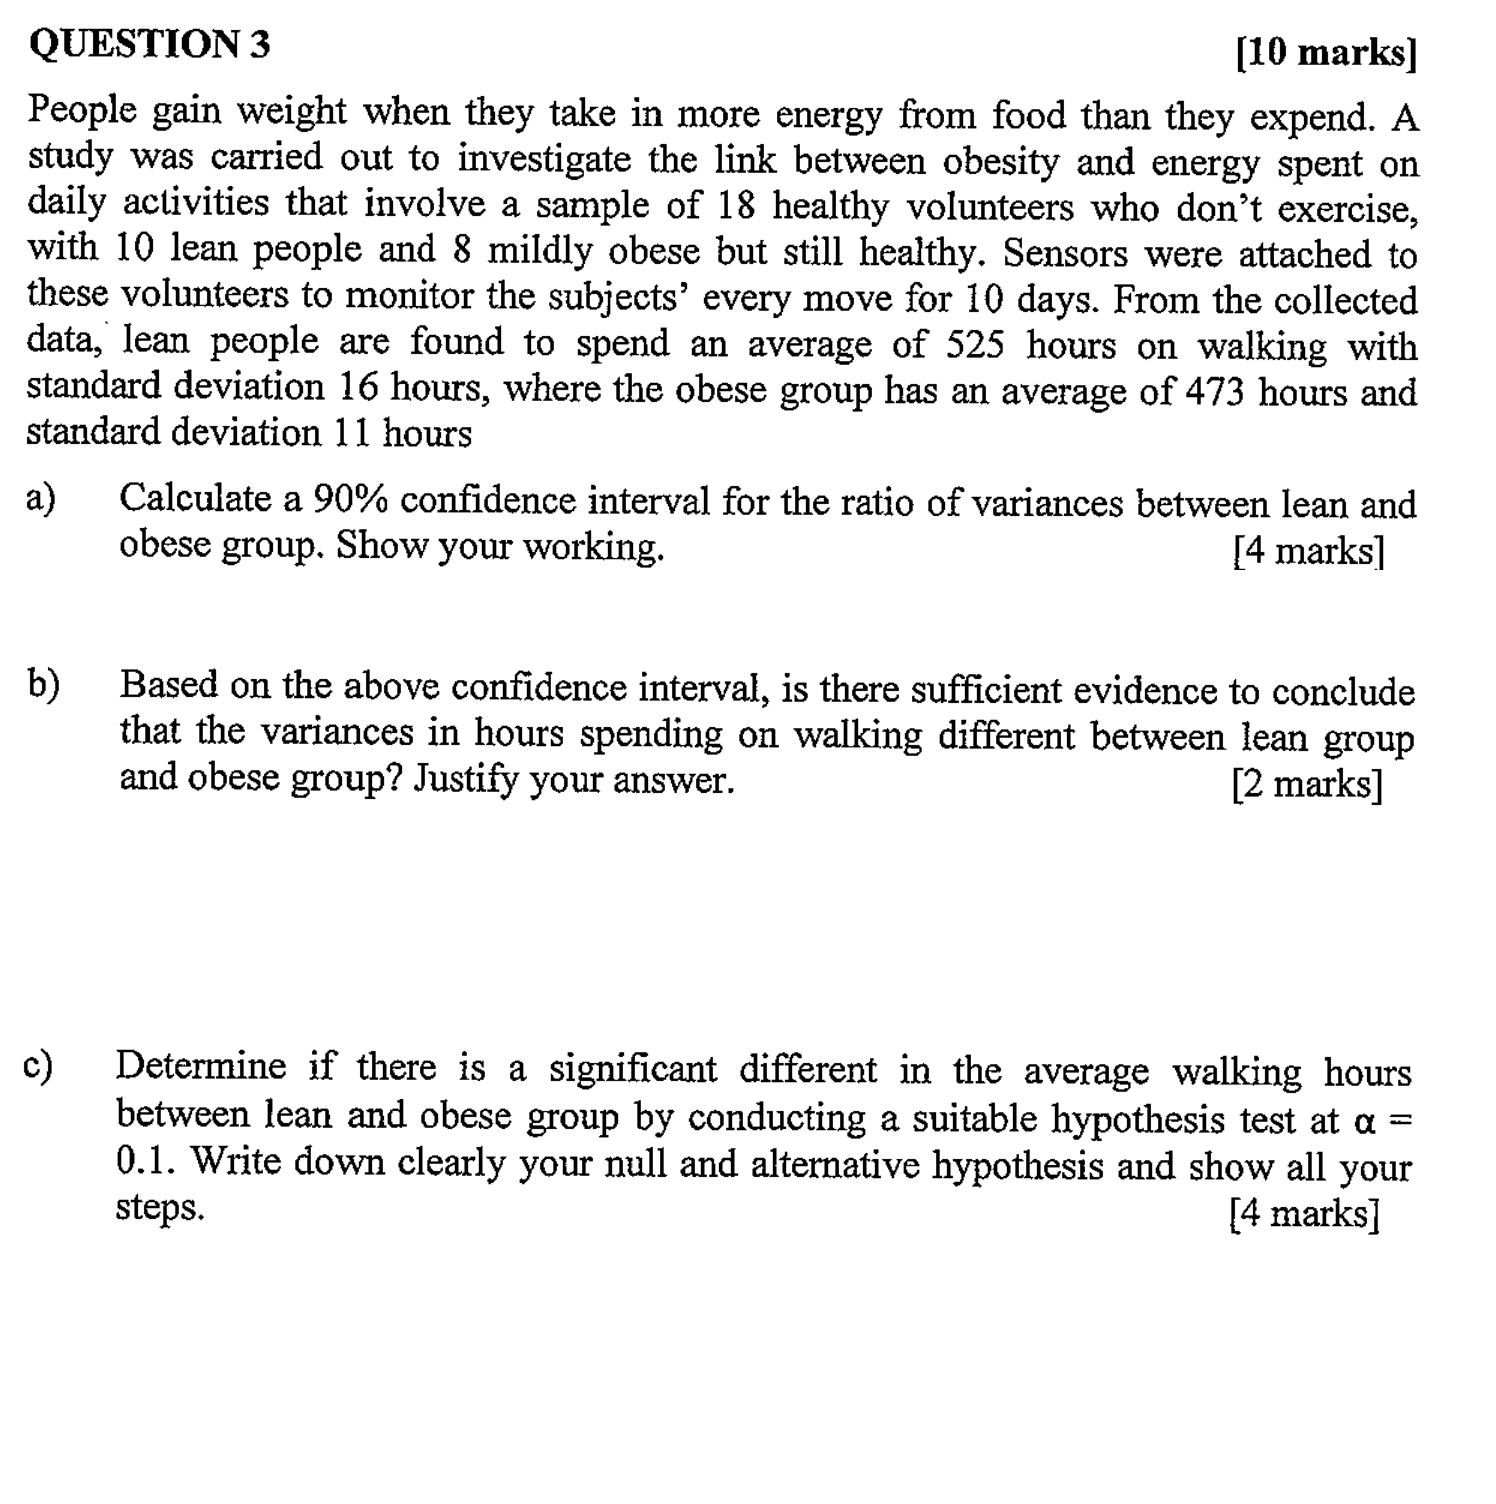 QUESTION 3 [10 marks]
People gain weight when they take in more energy from food than they expend. A
study was carried out to investigate the link between obesity and energy spent on
daily activities that involve a sample of 18 healthy volunteers who don't exercise,
with 10 lean people and 8 mildly obese but still healthy. Sensors were attached to
these volunteers to monitor the subjects' every move for 10 days. From the collected
data, lean people are found to spend an average of 525 hours on walking with
standard deviation 16 hours, where the obese group has an average of 473 hours and
standard deviation 11 hours
a) Calculate a 90% confidence interval for the ratio of variances between lean and
obese group. Show your working. [4 marks]
b) Based on the above confidence interval, is there sufficient evidence to conclude
that the variances in hours spending on walking different between lean group
and obese group? Justify your answer. [2 marks]
c) Determine if there is a significant different in the average walking hours
between lean and obese group by conducting a suitable hypothesis test at α =
0.1. Write down clearly your null and alternative hypothesis and show all your
steps. [4 marks]